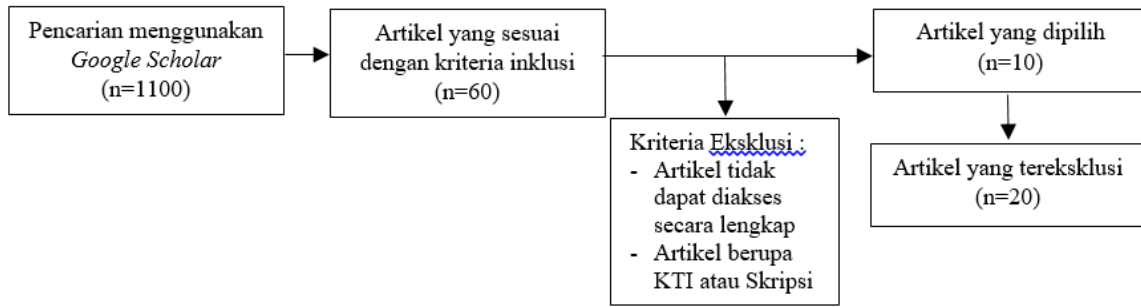 Pencarian menggunakan
Google Scholar
(n=1100)
Artikel yang sesuai
dengan kriteria inklusi
(n=60)
Artikel yang dipilih
(n=10)
Kriteria Eksklusi :
- Artikel tidak
dapat diakses
secara lengkap
- Artikel berupa
KTI atau Skripsi
Artikel yang tereksklusi
(n=20)